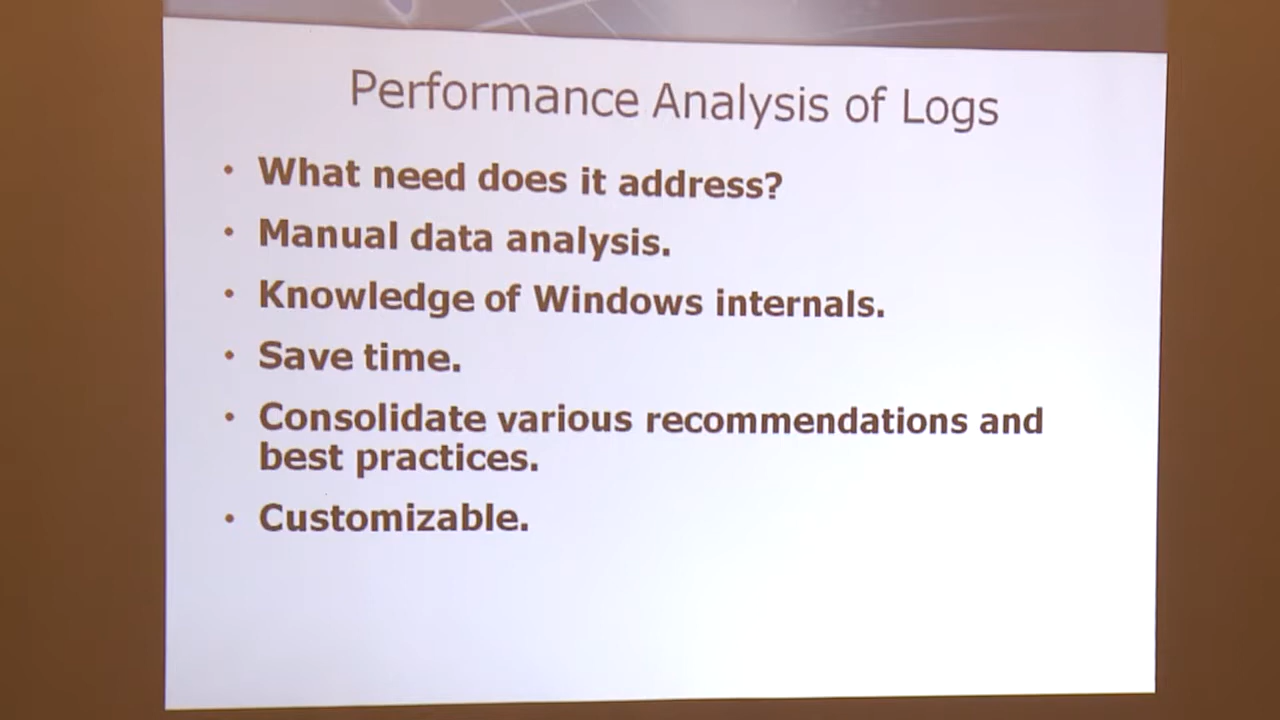 Performance Analysis of Logs
• What need does it address?
• Manual data analysis.
• Knowledge of Windows internals.
• Save time.
• Consolidate various recommendations and
best practices.
• Customizable.